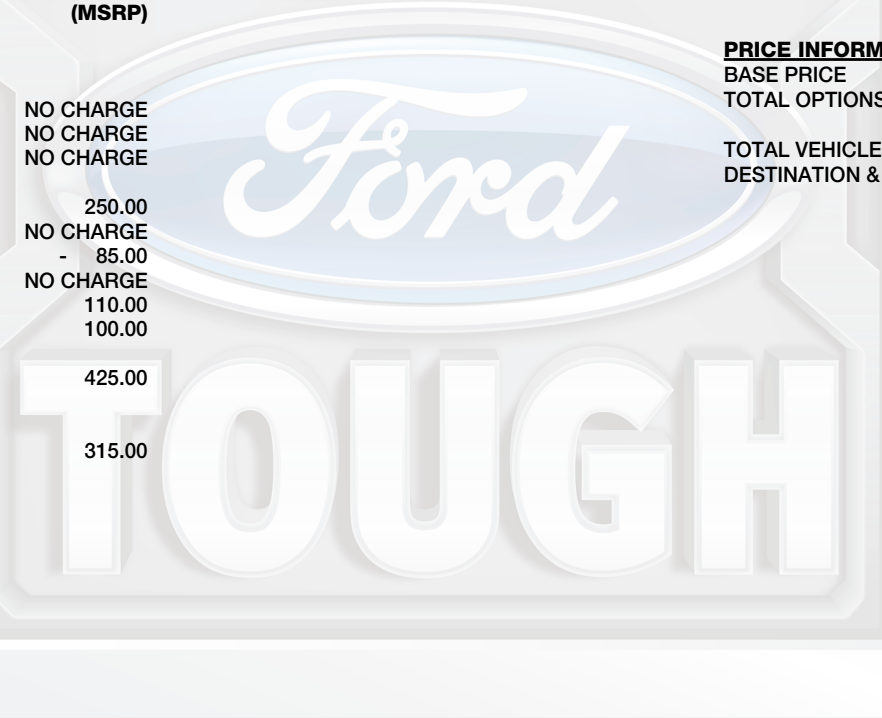 (MSRP)
NO CHARGE
NO CHARGE
NO CHARGE
250.00
NO CHARGE
- 85.00
NO CHARGE
110.00
100.00
425.00
315.00
PRICE INFORM
BASE PRICE
TOTAL OPTIONS
TOTAL VEHICLE
DESTINATION &
Ford
TOUGH